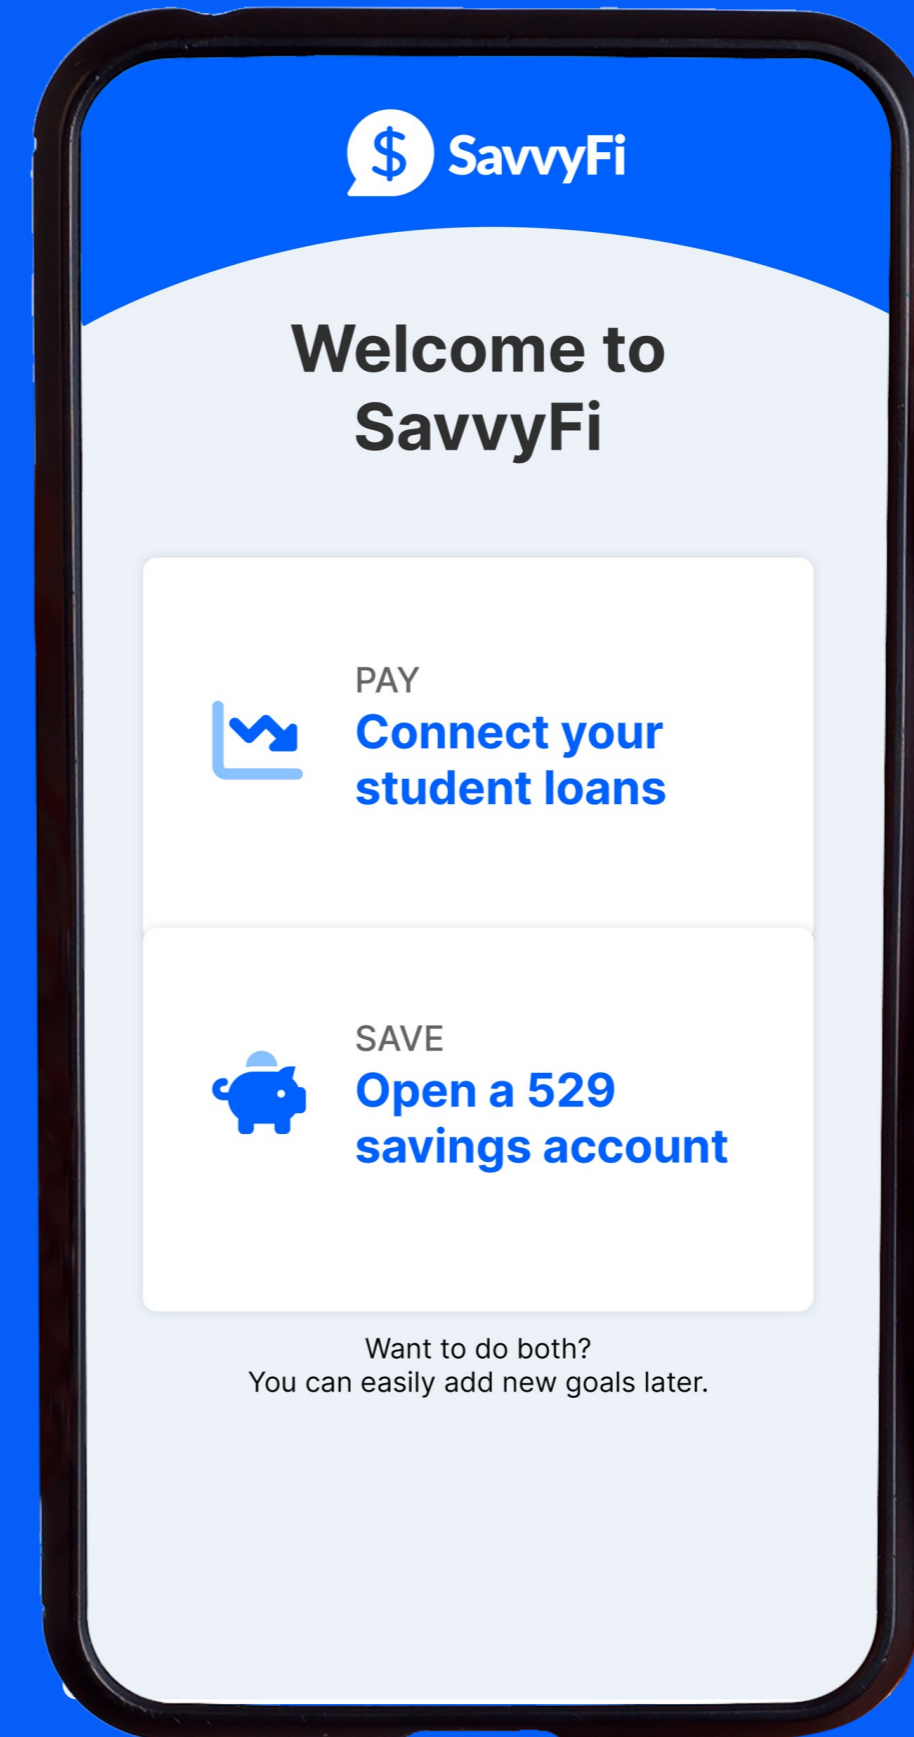 $ SavvyFi
Welcome to
SavvyFi
PAY
Connect your
student loans
SAVE
Open a 529
savings account
Want to do both?
You can easily add new goals later.